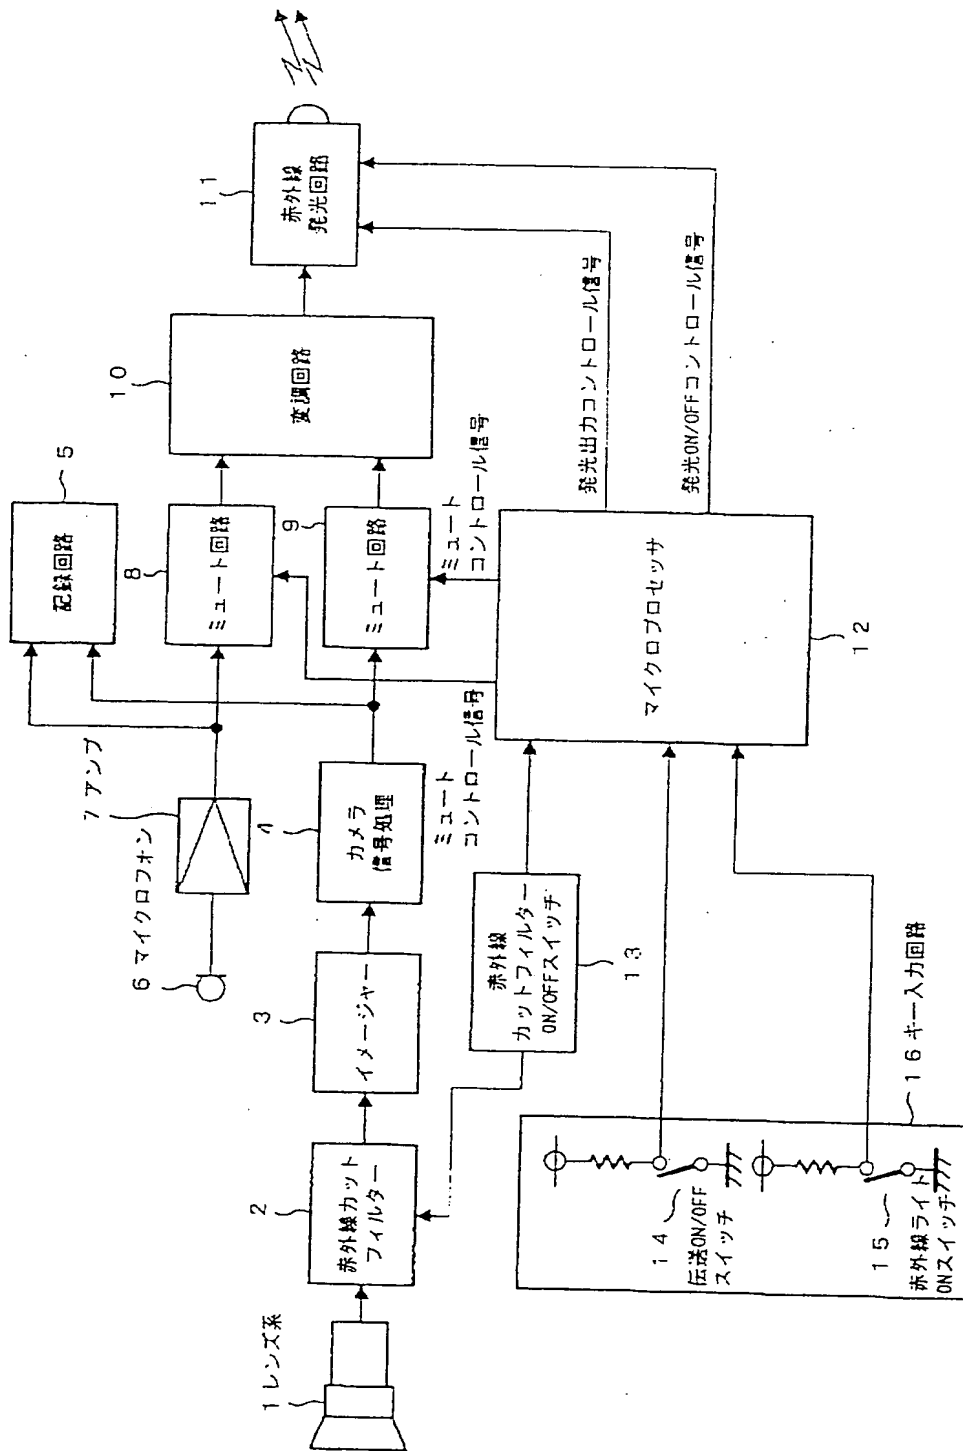 1 レンズ系
2
赤外線カット
フィルター
3
イメージャー
4
カメラ
信号処理
5
記録回路
6 マイクロフォン
7 アンプ
8
ミュート回路
9
ミュート回路
10
変調回路
11
赤外線
発光回路
ミュート
コントロール信号
ミュート
コントロール信号
発光出力コントロール信号
発光ON/OFFコントロール信号
マイクロプロセッサ
12
赤外線
カットフィルター
ON/OFFスイッチ
13
14
伝送ON/OFF
スイッチ
15
赤外線ライト
ONスイッチ
16 キー入力回路